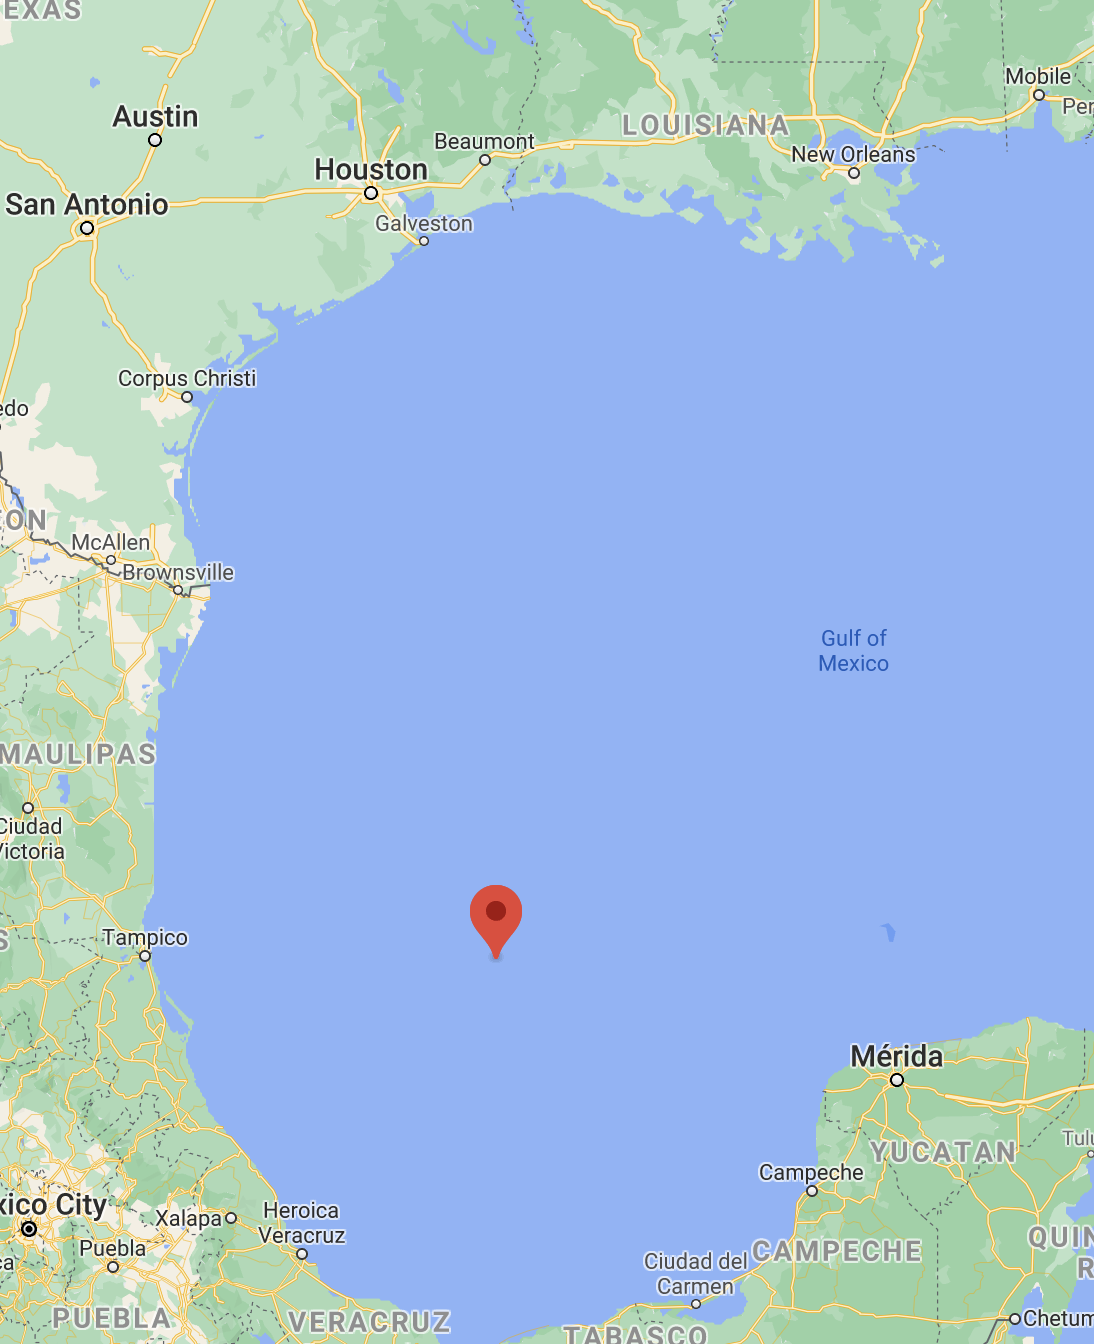 EXAS
Austin
San Antonio
Houston
Beaumont
Galveston
LOUISIANA
New Orleans
Mobile
Per
Corpus Christi
edo
EON
McAllen
Brownsville
Gulf of
Mexico
MAULIPAS
Ciudad
Victoria
S
Tampico
Mérida
YUCATAN
Tulu
Campeche
xico City
Xalapa
Heroica
Veracruz
Puebla
ca
Ciudad del
Carmen
CAMPECHE
QUIN
R
PUEBLA
VERACRUZ
TABASCO
Chetum